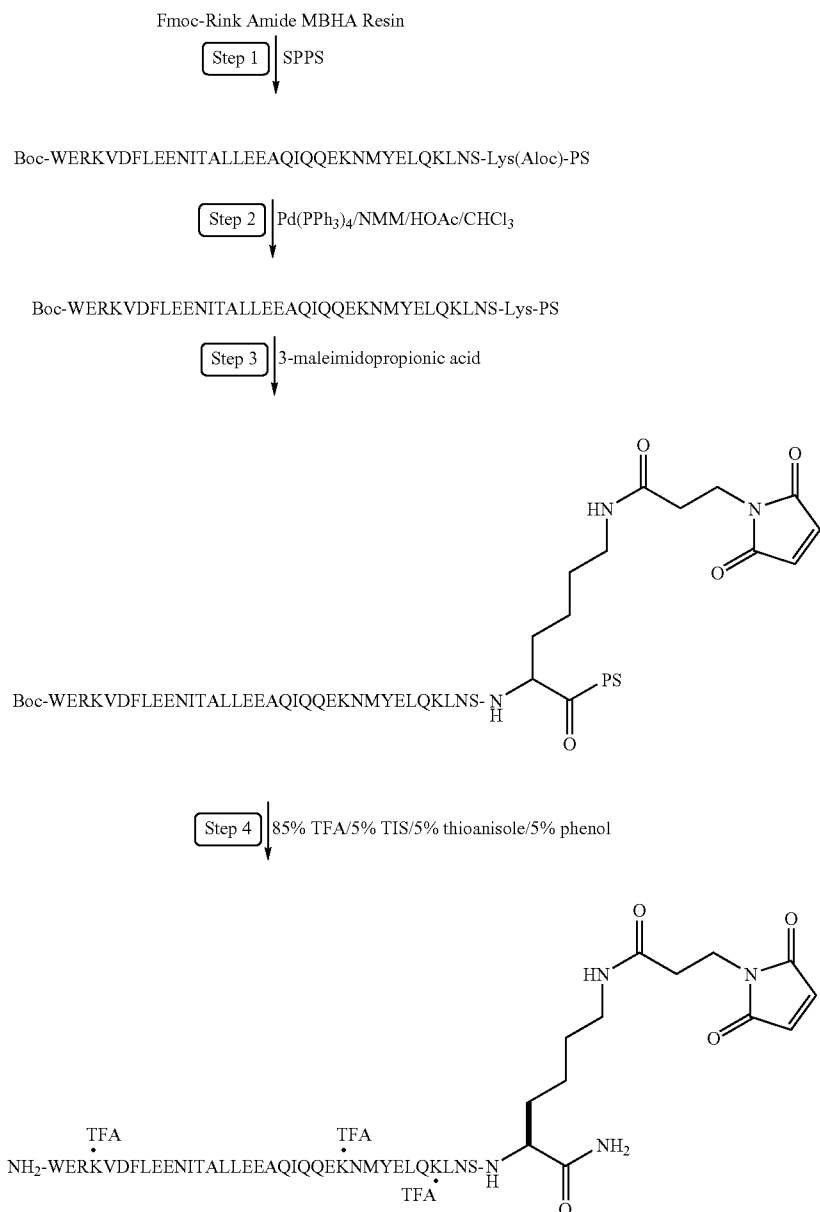 Fmoc-Rink Amide MBHA Resin
Step 1 SPPS
Boc-WERKVDFLEENITALLEEAQIQQEKNMYELQKLNS-Lys(Aloc)-PS
Step 2 Pd(PPh3)4/NMM/HOAc/CHCl3
Boc-WERKVDFLEENITALLEEAQIQQEKNMYELQKLNS-Lys-PS
Step 3 3-maleimidopropionic acid
O
O
HN
N
O
PS
Boc-WERKVDFLEENITALLEEAQIQQEKNMYELQKLNS-
N
H
O
Step 4 85% TFA/5% TIS/5% thioanisole/5% phenol
O
O
HN
N
O
TFA
TFA
NH2
NH2-WERKVDFLEENITALLEEAQIQQEKNMYELQKLNS-
N
H
TFA
O